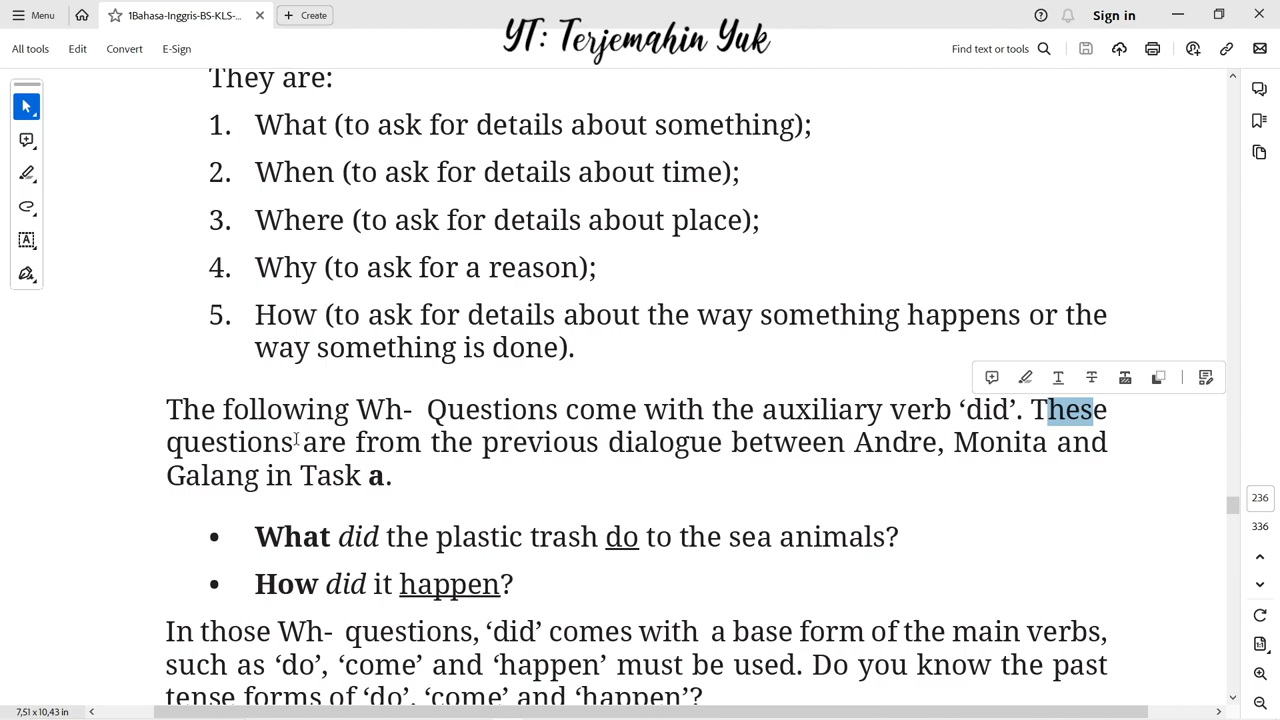 Menu
1Bahasa-Inggris-BS-KLS-...
Create
Sign in
All tools
Edit
Convert
E-Sign
YT: Terjemahin Yuk
Find text or tools
They are:
1. What (to ask for details about something);
2. When (to ask for details about time);
3. Where (to ask for details about place);
4. Why (to ask for a reason);
5. How (to ask for details about the way something happens or the
way something is done).
The following Wh- Questions come with the auxiliary verb ‘did’. These
questions are from the previous dialogue between Andre, Monita and
Galang in Task a.
• What did the plastic trash do to the sea animals?
• How did it happen?
In those Wh- questions, ‘did’ comes with a base form of the main verbs,
such as ‘do’, ‘come’ and ‘happen’ must be used. Do you know the past
tense forms of ‘do’, ‘come’ and ‘happen’?
236
336
7,51 x 10,43 in